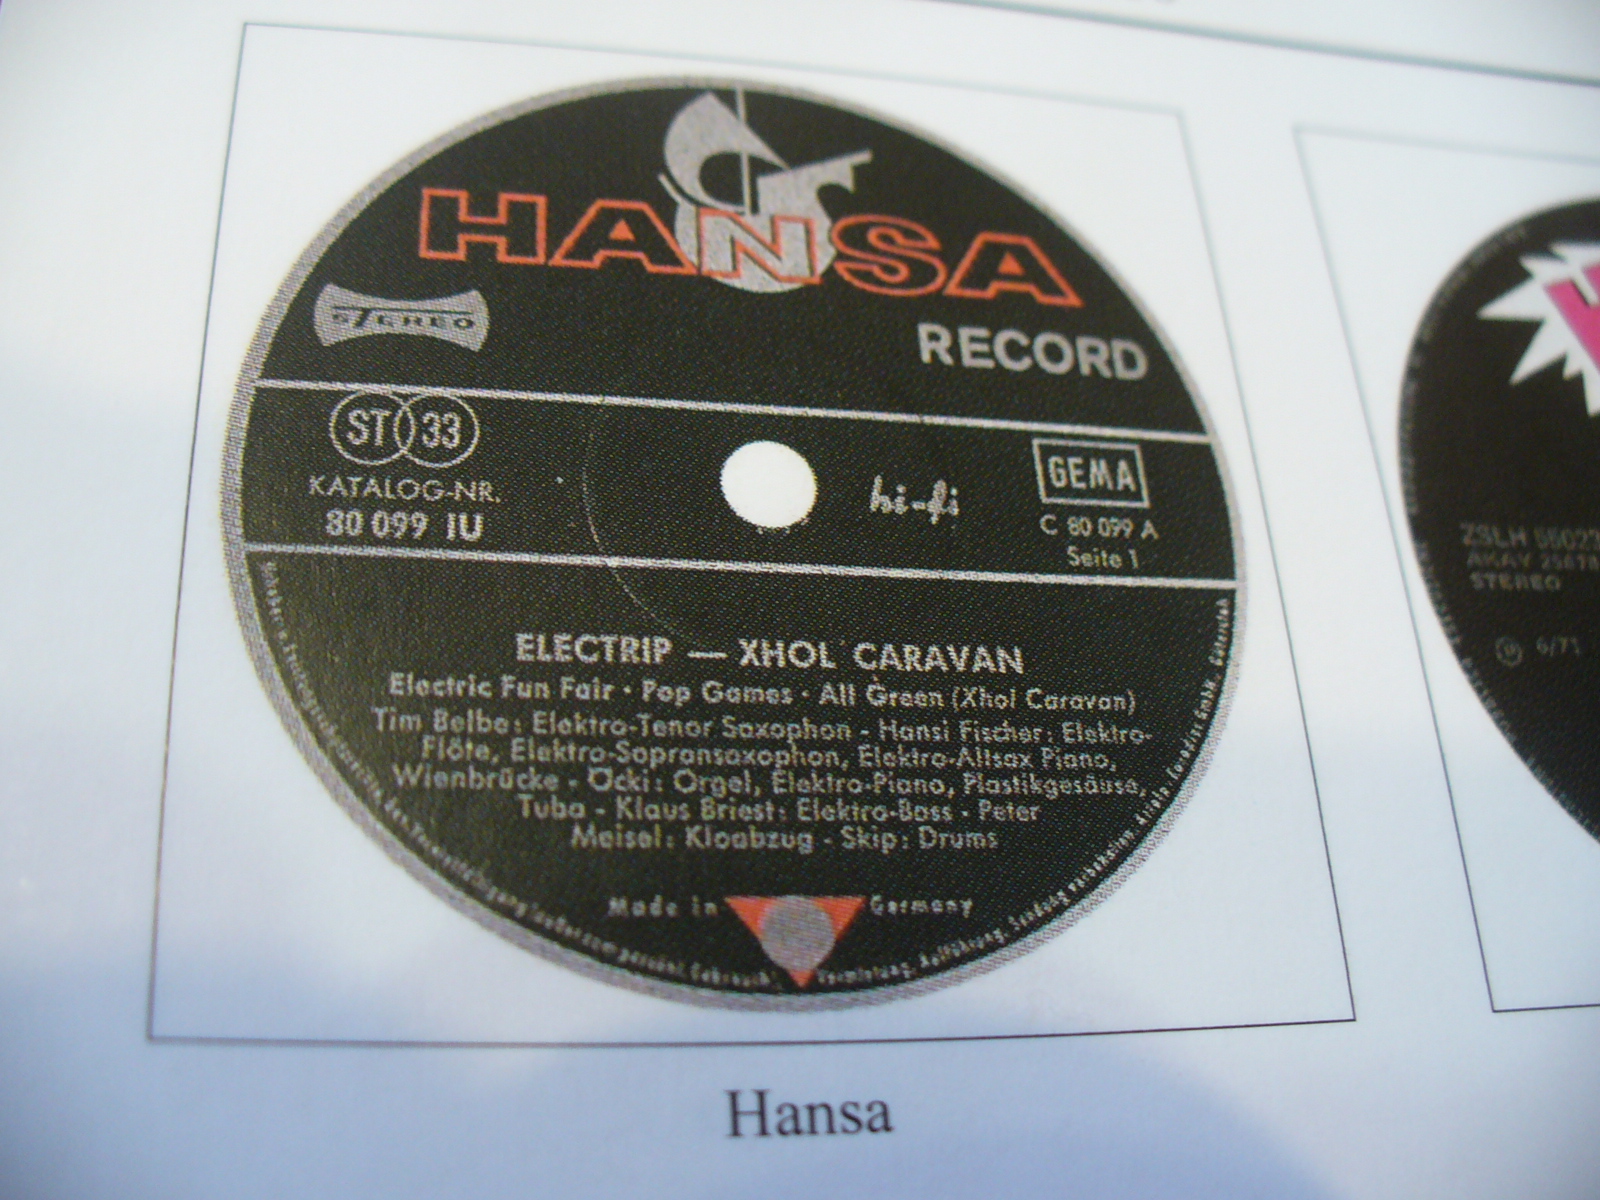 HANSA
STEREO
RECORD
ST 33
KATALOG-NR.
80 099 IU
hi-fi
GEMA
C 80 099 A
Seite 1
ELECTRIP — XHOL CARAVAN
Electric Fun Fair · Pop Games · All Green (Xhol Caravan)
Tim Belbe: Elektro-Tenor Saxophon - Hansi Fischer: Elektro-
Flöte, Elektro-Sopransaxophon, Elektro-Altsax Piano,
Wienbrücke - Öcki: Orgel, Elektro-Piano, Plastikgesäuse,
Tuba - Klaus Briest: Elektro-Bass - Peter
Meisel: Kloabzug - Skip: Drums
Made in Germany
Hansa
STEREO
6/71